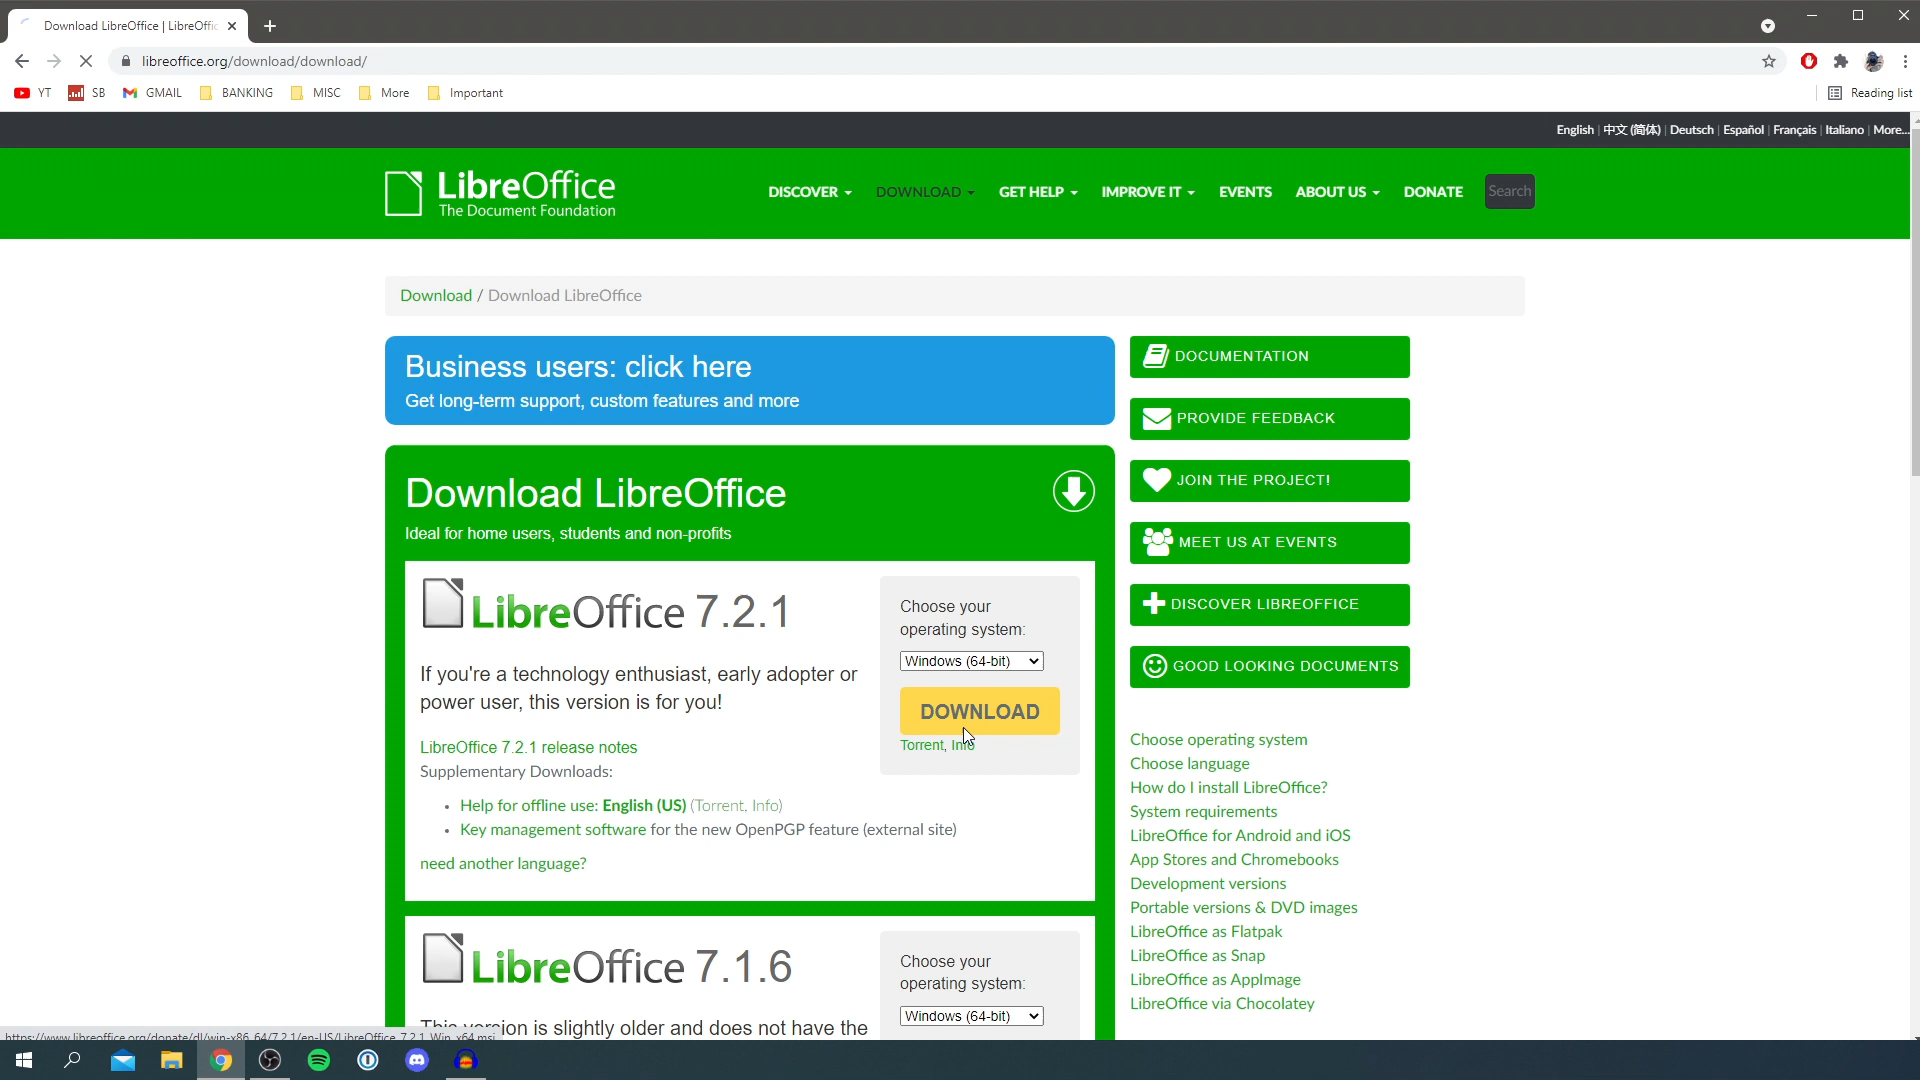 Download LibreOffice | LibreOffic
libreoffice.org/download/download/
YT SB GMAIL BANKING MISC More Important Reading list
English | 中文 (简体) | Deutsch | Español | Français | Italiano | More...
LibreOffice
The Document Foundation
DISCOVER DOWNLOAD GET HELP IMPROVE IT EVENTS ABOUT US DONATE Search
Download / Download LibreOffice
Business users: click here
Get long-term support, custom features and more
Download LibreOffice
Ideal for home users, students and non-profits
LibreOffice 7.2.1
If you're a technology enthusiast, early adopter or
power user, this version is for you!
LibreOffice 7.2.1 release notes
Supplementary Downloads:
• Help for offline use: English (US) (Torrent, Info)
• Key management software for the new OpenPGP feature (external site)
need another language?
Choose your
operating system:
Windows (64-bit)
DOWNLOAD
Torrent, Info
LibreOffice 7.1.6
This version is slightly older and does not have the
Choose your
operating system:
Windows (64-bit)
DOCUMENTATION
PROVIDE FEEDBACK
JOIN THE PROJECT!
MEET US AT EVENTS
DISCOVER LIBREOFFICE
GOOD LOOKING DOCUMENTS
Choose operating system
Choose language
How do I install LibreOffice?
System requirements
LibreOffice for Android and iOS
App Stores and Chromebooks
Development versions
Portable versions & DVD images
LibreOffice as Flatpak
LibreOffice as Snap
LibreOffice as AppImage
LibreOffice via Chocolatey
https://www.libreoffice.org/donate/dl/win-x86_64/7.2.1/en-US/LibreOffice_7.2.1_Win_x64.msi